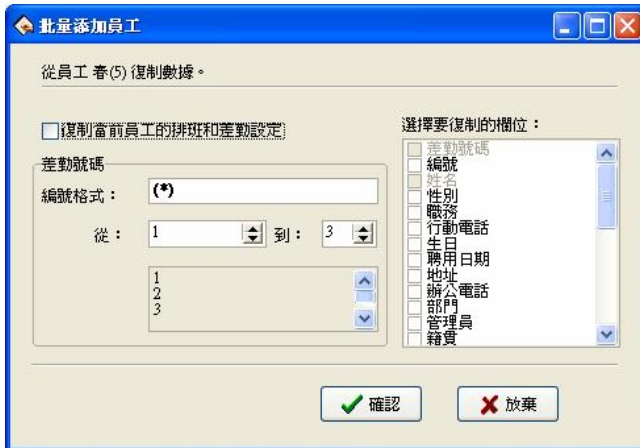 批量添加員工
從員工 春(5) 復制數據。
復制當前員工的排班和差勤設定
差勤號碼
編號格式：
(*)
從：
1
到：
3
1
2
3
選擇要復制的欄位：
差勤號碼
編號
姓名
性別
職務
行動電話
生日
聘用日期
地址
辦公電話
部門
管理員
籍貫
確認
放棄